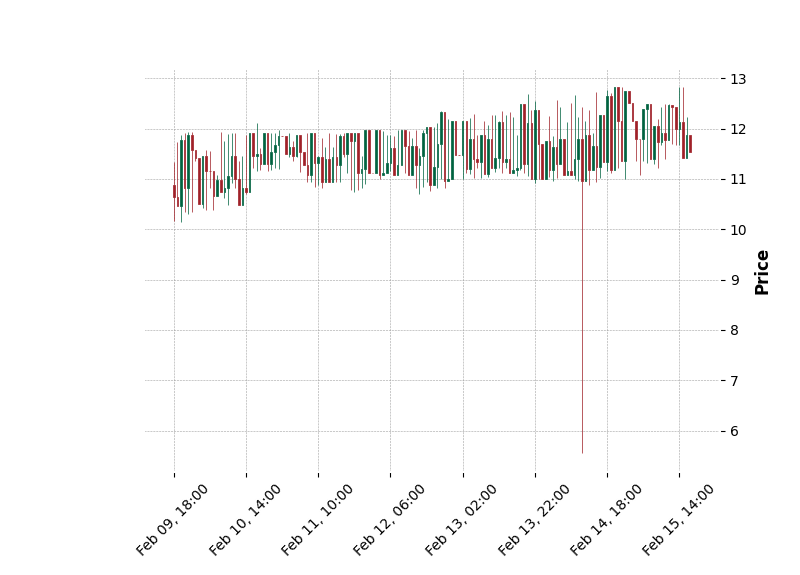 13
12
11
10
9
8
7
6
Price
Feb 09, 18:00
Feb 10, 14:00
Feb 11, 10:00
Feb 12, 06:00
Feb 13, 02:00
Feb 13, 22:00
Feb 14, 18:00
Feb 15, 14:00